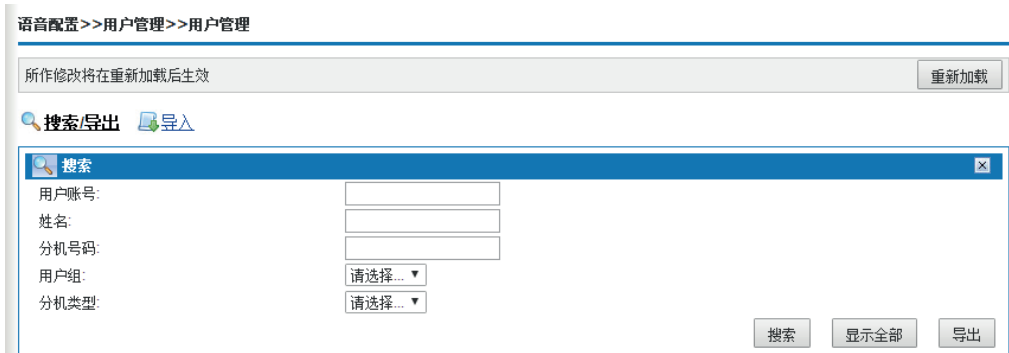 语音配置>>用户管理>>用户管理
所作修改将在重新加载后生效 重新加载
搜索/导出 导入
搜索
用户账号:
姓名:
分机号码:
用户组: 请选择...
分机类型: 请选择...
搜索 显示全部 导出